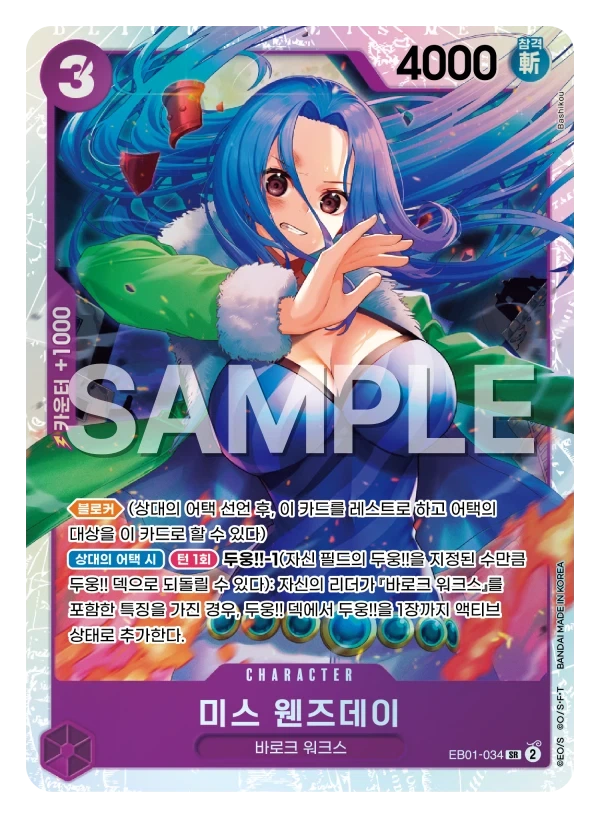 3
4000
참격
斬
Bashikou
카운터 +1000
SAMPLE
블로커 (상대의 어택 선언 후, 이 카드를 레스트로 하고 어택의
대상을 이 카드로 할 수 있다)
상대의 어택 시 턴 1회 두웅!!-1(자신 필드의 두웅!!을 지정된 수만큼
두웅!! 덱으로 되돌릴 수 있다): 자신의 리더가 『바로크 워크스』를
포함한 특징을 가진 경우, 두웅!! 덱에서 두웅!!을 1장까지 액티브
상태로 추가한다.
CHARACTER
미스 웬즈데이
바로크 워크스
EB01-034 SR 2
©EO/S ©O/S·F·T BANDAI MADE IN KOREA